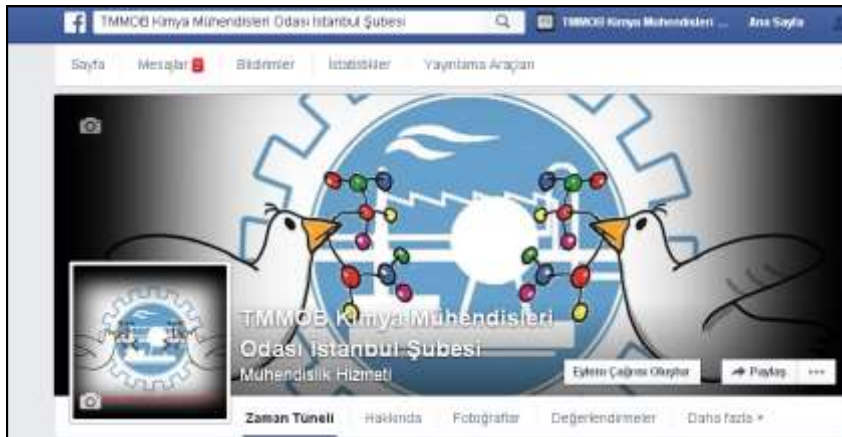 TMMOB Kimya Mühendisleri Odası İstanbul Şubesi
TMMOB Kimya Mühendisleri ... Ana Sayfa
Sayfa Mesajlar Bildirimler İstatistikler Yayınlama Araçları
TMMOB Kimya Mühendisleri
Odası İstanbul Şubesi
Mühendislik Hizmeti
Eylem Çağrısı Oluştur Paylaş ...
Zaman Tüneli Hakkında Fotoğraflar Değerlendirmeler Daha fazla